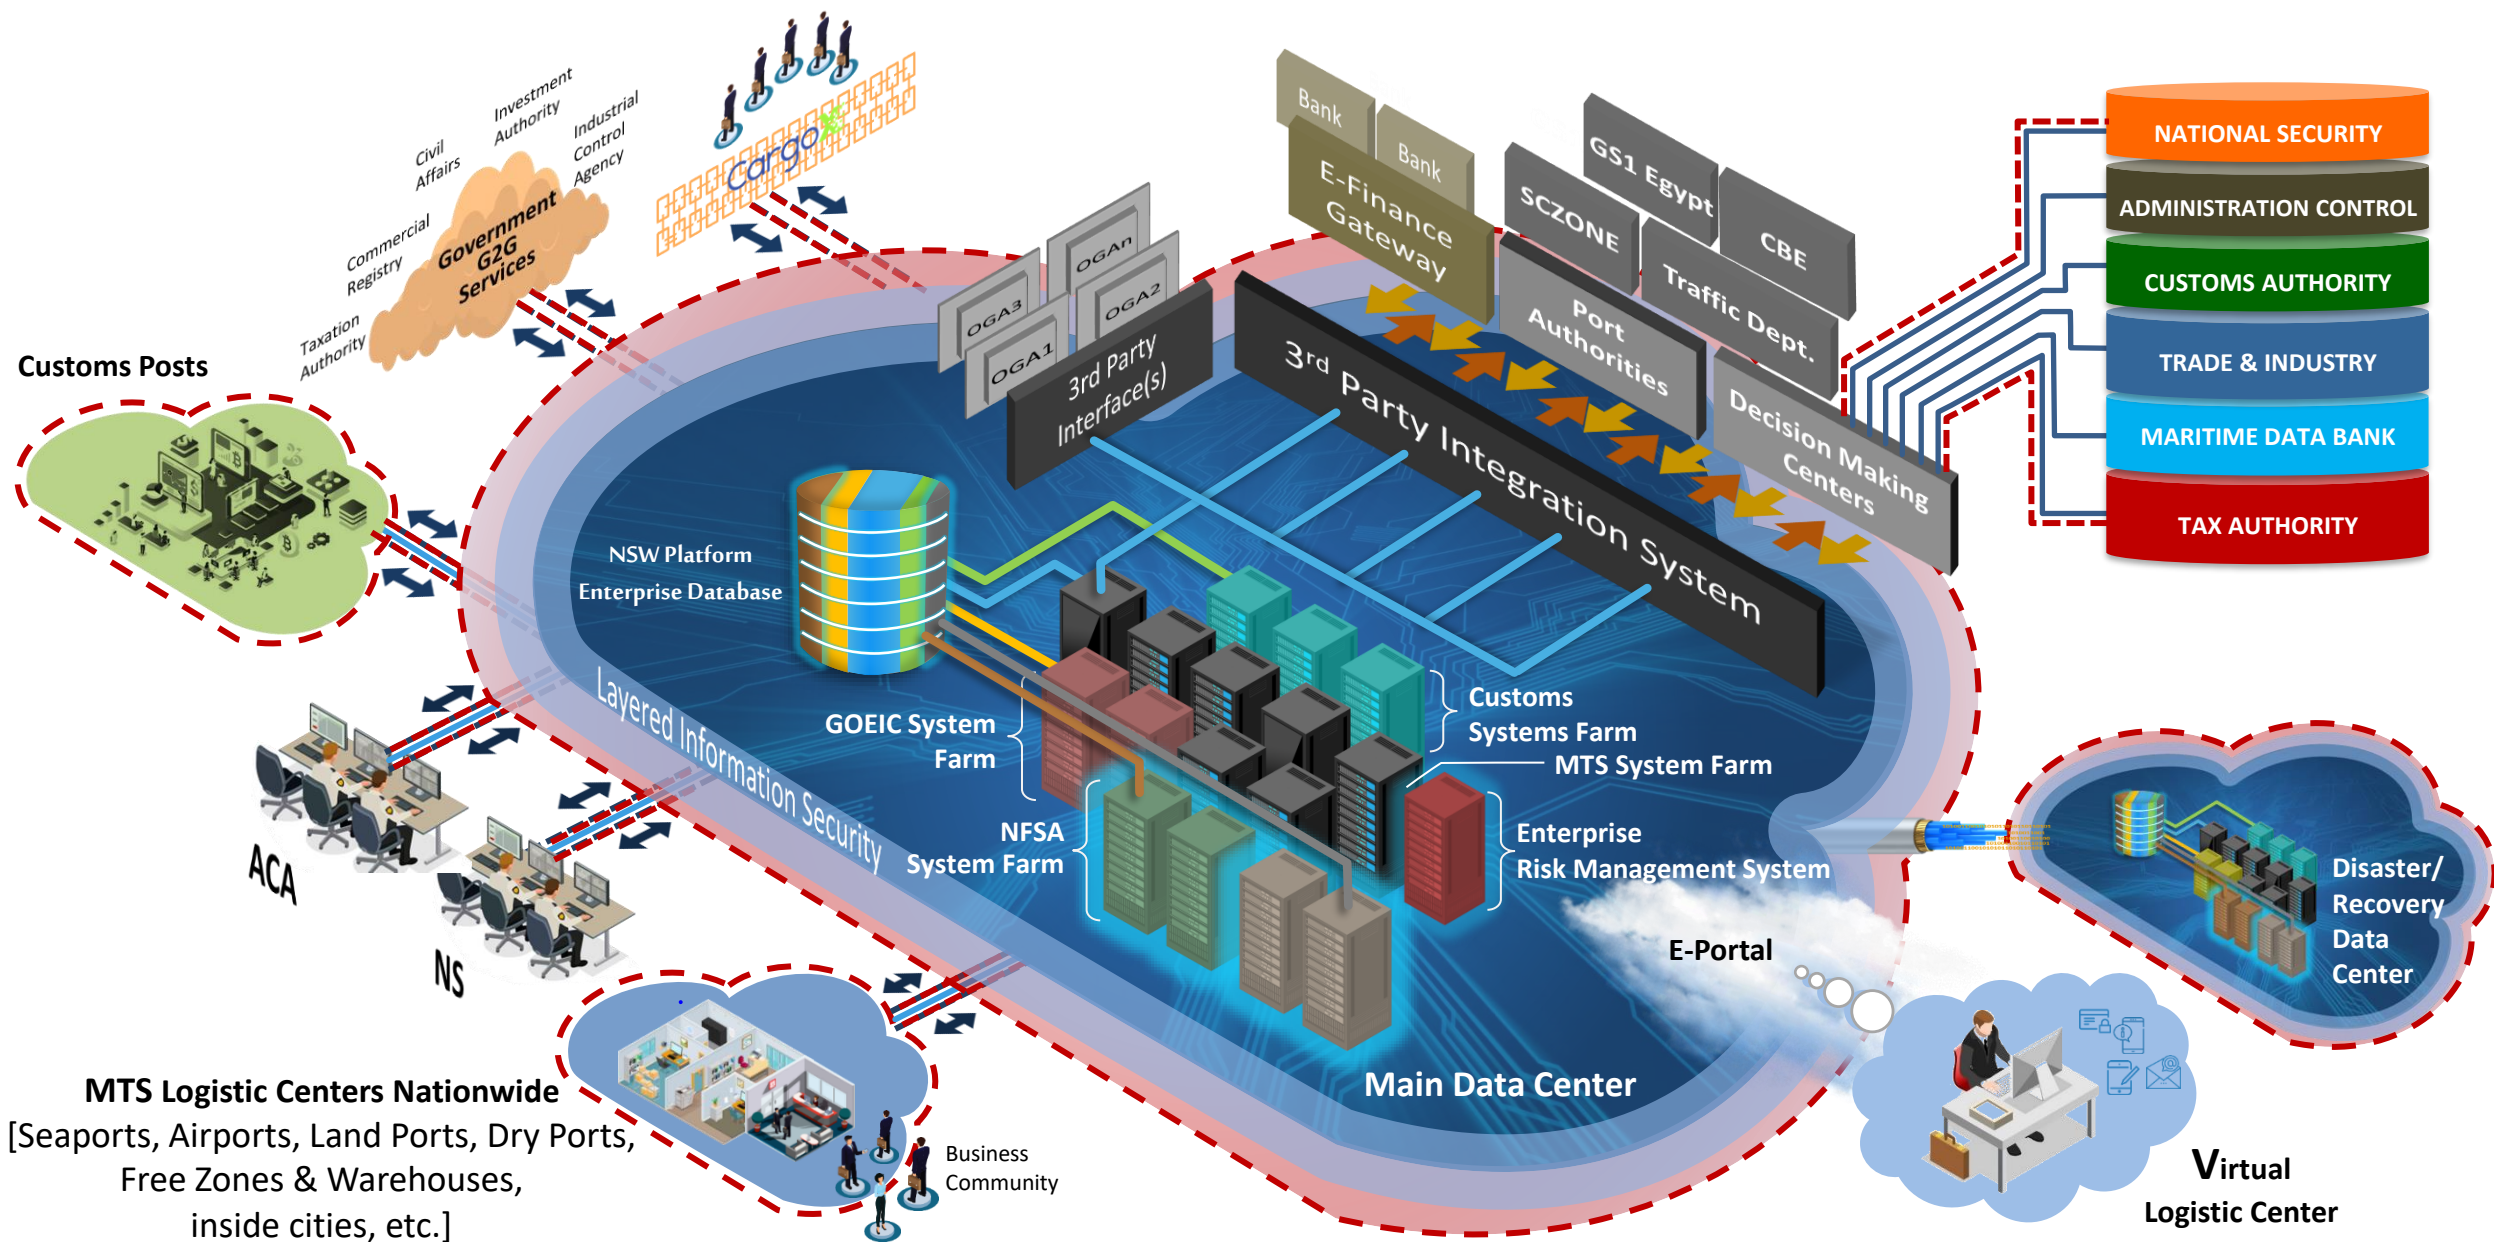 Investment
Authority
Industrial
Control
Agency
Civil
Affairs
Commercial
Registry
Taxation
Authority
Government
G2G
Services
CargoX
Customs Posts
Bank
Bank
E-Finance
Gateway
GS1 Egypt
SCZONE
CBE
Traffic Dept.
Port
Authorities
Decision Making
Centers
OGAn
OGA3
OGA2
OGA1
3rd Party
Interface(s)
3rd Party Integration System
NATIONAL SECURITY
ADMINISTRATION CONTROL
CUSTOMS AUTHORITY
TRADE & INDUSTRY
MARITIME DATA BANK
TAX AUTHORITY
NSW Platform
Enterprise Database
Layered Information Security
GOEIC System
Farm
Customs
Systems Farm
MTS System Farm
NFSA
System Farm
Enterprise
Risk Management System
E-Portal
Main Data Center
Disaster/
Recovery
Data
Center
ACA
NS
MTS Logistic Centers Nationwide
[Seaports, Airports, Land Ports, Dry Ports,
Free Zones & Warehouses,
inside cities, etc.]
Business
Community
Virtual
Logistic Center